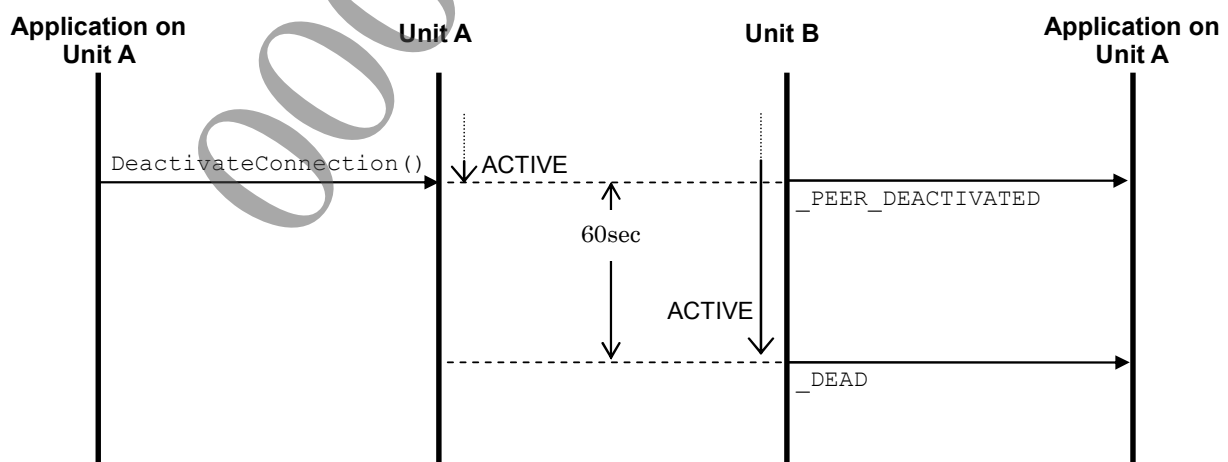 Application on
Unit A
Unit A
Unit B
Application on
Unit A
DeactivateConnection()
ACTIVE
_PEER_DEACTIVATED
60sec
ACTIVE
_DEAD